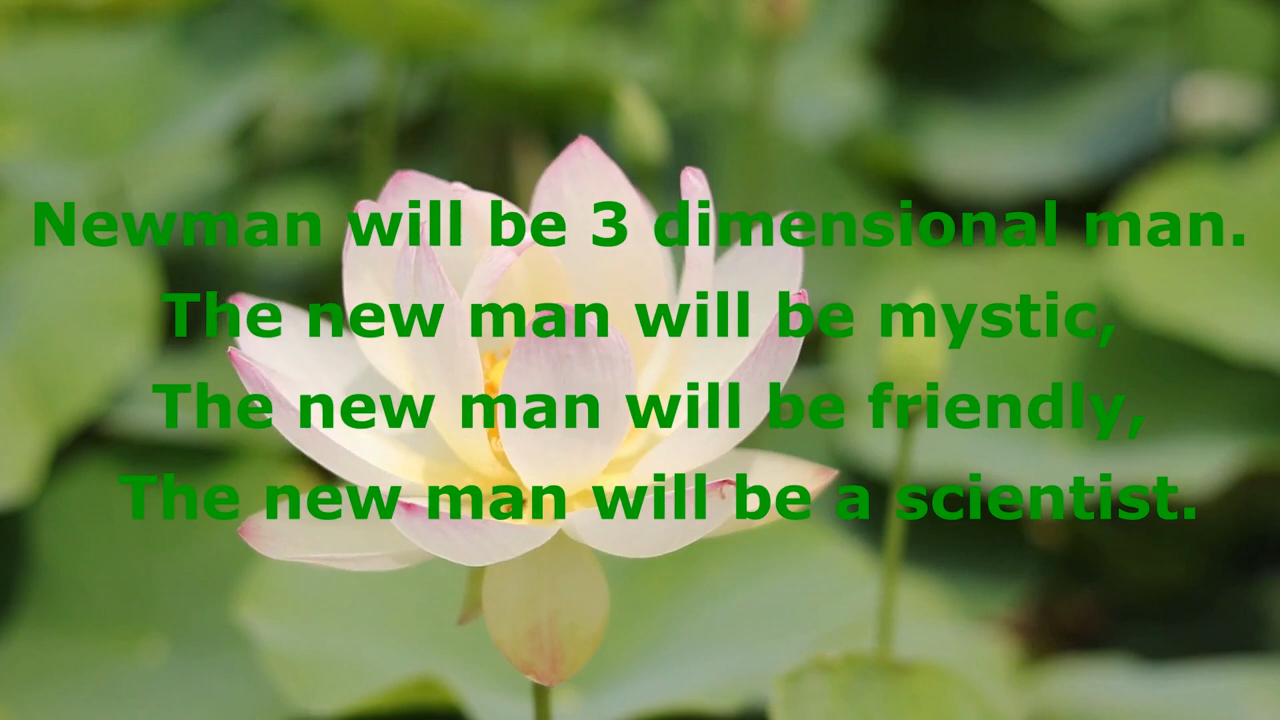 Newman will be 3 dimensional man.
The new man will be mystic,
The new man will be friendly,
The new man will be a scientist.